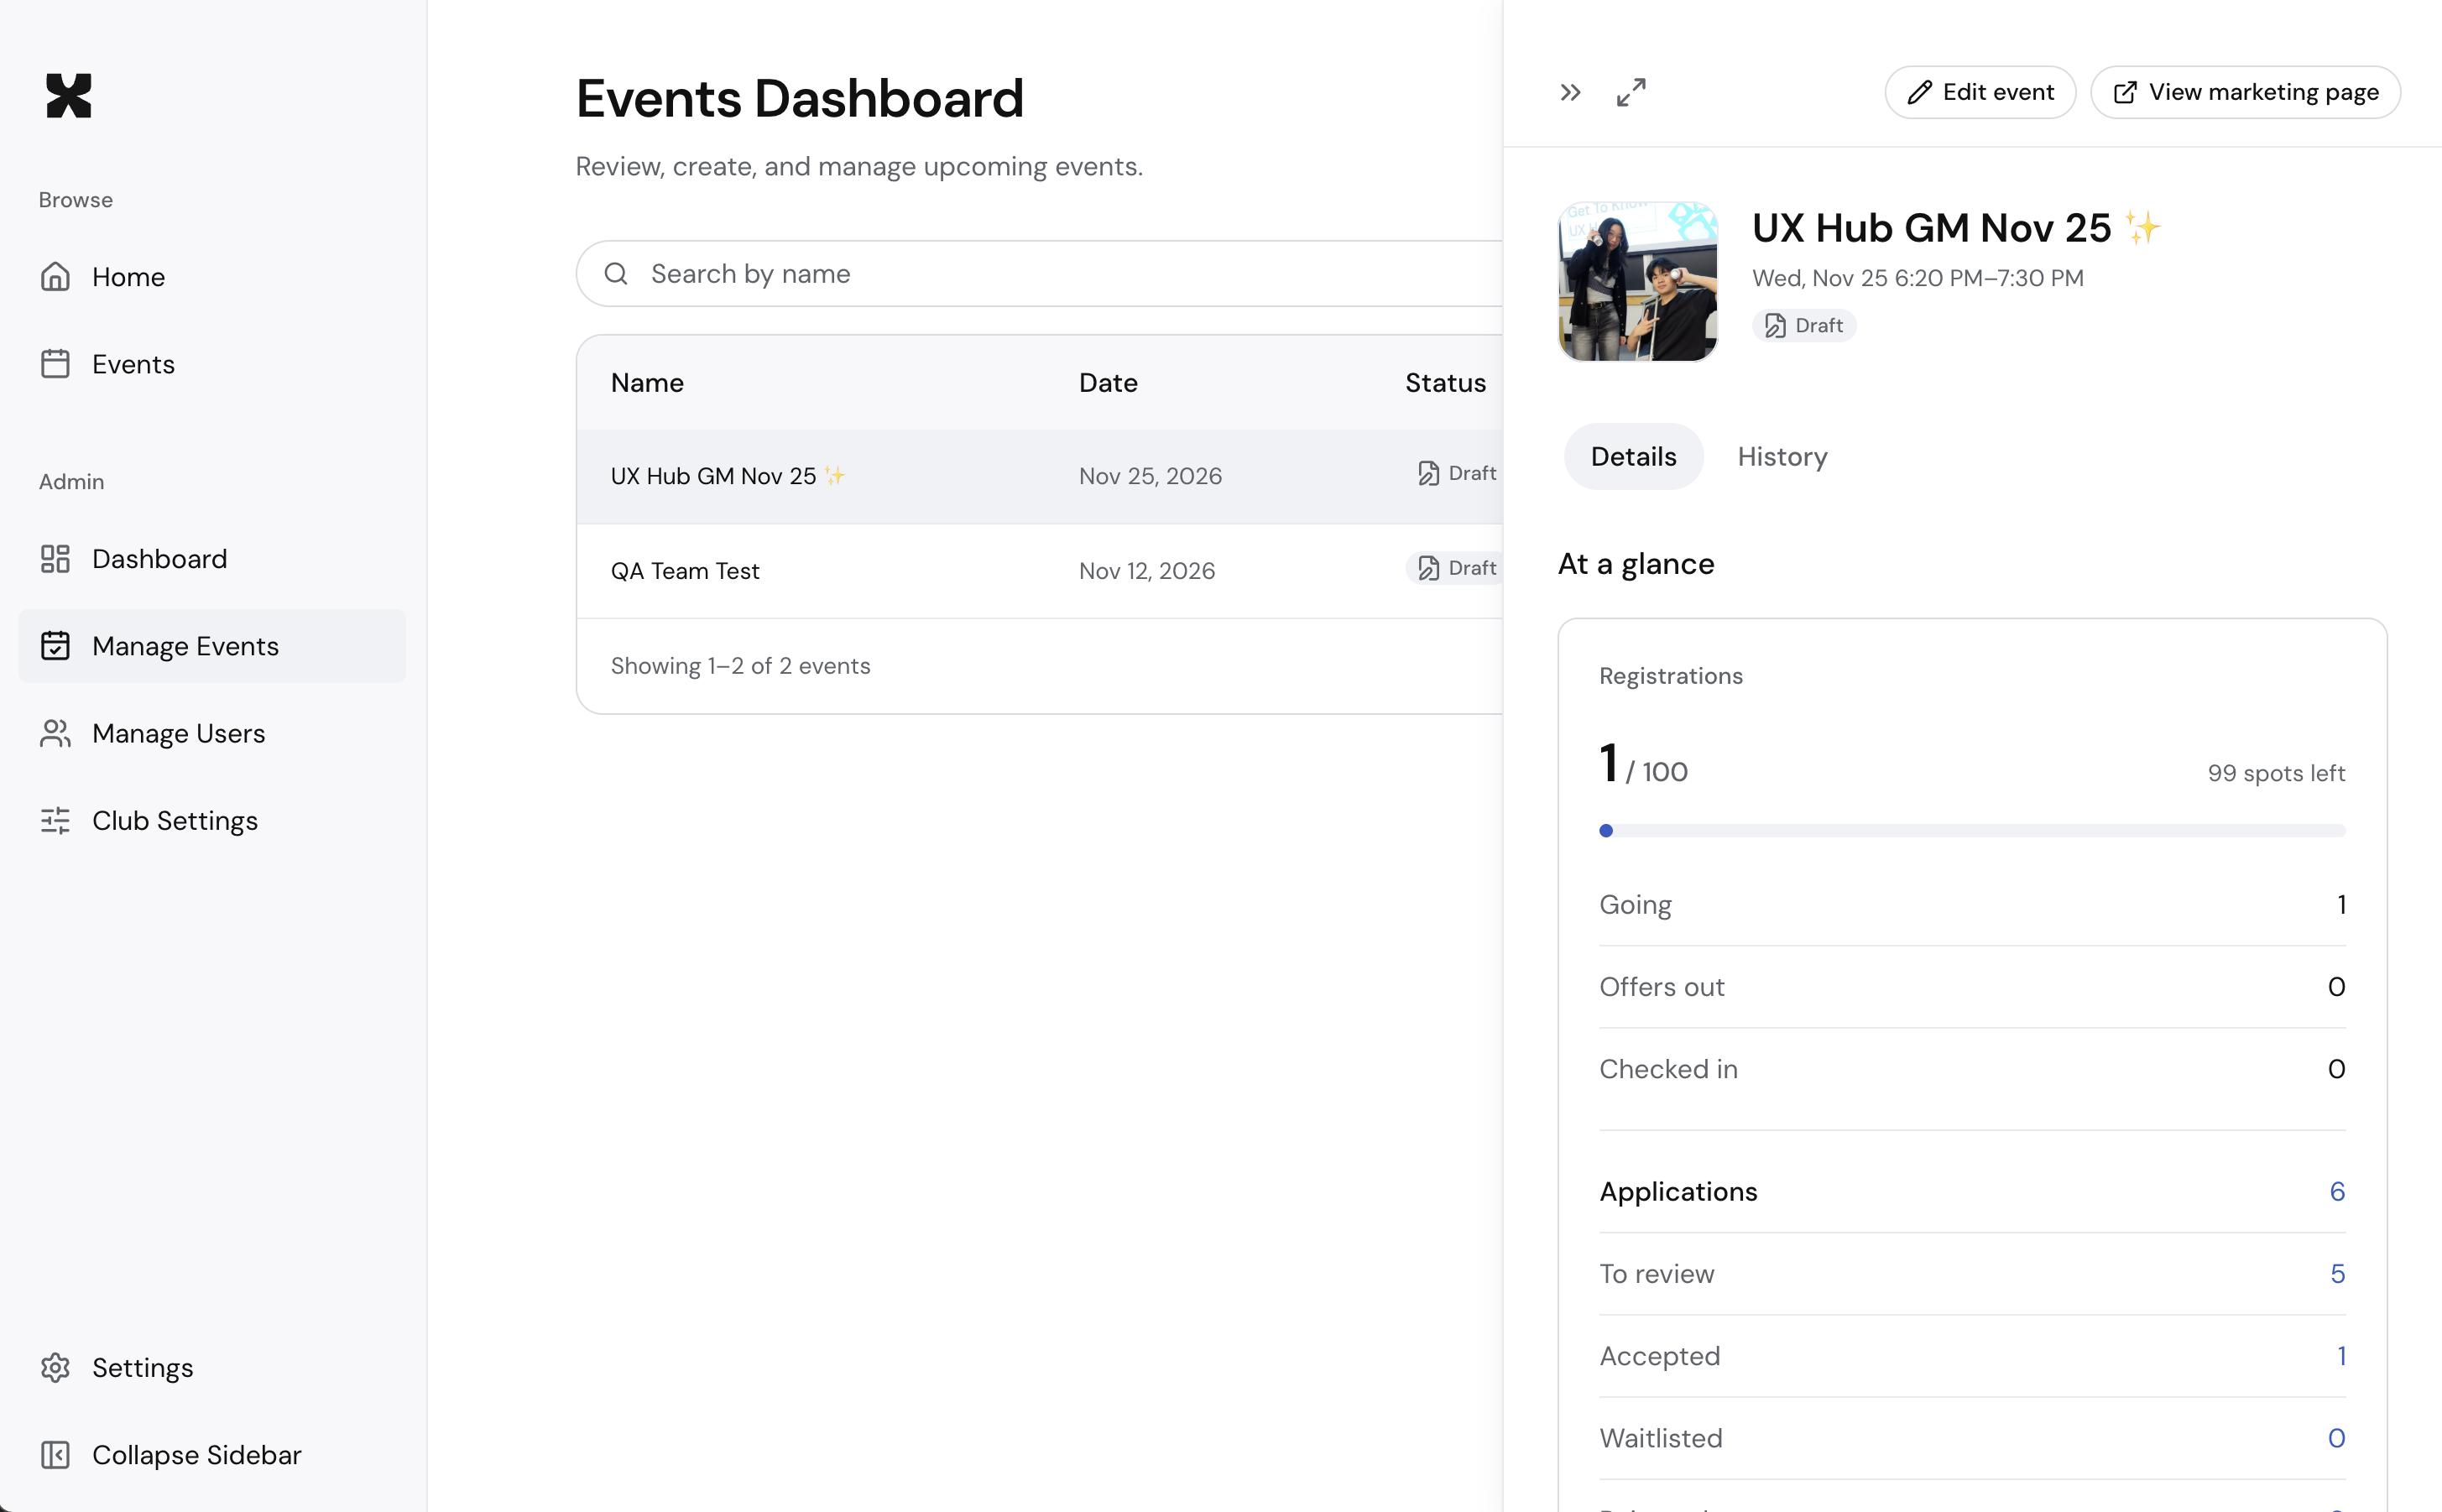 Browse
Home
Events
Admin
Dashboard
Manage Events
Manage Users
Club Settings
Settings
Collapse Sidebar
Events Dashboard
Review, create, and manage upcoming events.
Search by name
Name Date Status
UX Hub GM Nov 25 ✨ Nov 25, 2026 Draft
QA Team Test Nov 12, 2026 Draft
Showing 1–2 of 2 events
Edit event View marketing page
Get To Know
UX
UX Hub GM Nov 25 ✨
Wed, Nov 25 6:20 PM–7:30 PM
Draft
Details History
At a glance
Registrations
1 / 100 99 spots left
Going 1
Offers out 0
Checked in 0
Applications 6
To review 5
Accepted 1
Waitlisted 0